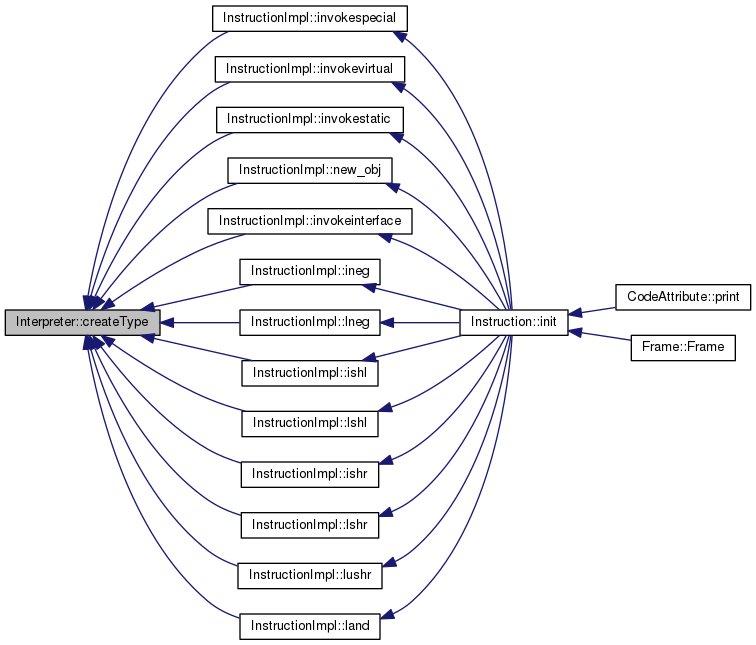 InstructionImpl::invokespecial
InstructionImpl::invokevirtual
InstructionImpl::invokestatic
InstructionImpl::new_obj
InstructionImpl::invokeinterface
InstructionImpl::ineg
Interpreter::createType
InstructionImpl::lneg
Instruction::init
CodeAttribute::print
Frame::Frame
InstructionImpl::ishl
InstructionImpl::lshl
InstructionImpl::ishr
InstructionImpl::lshr
InstructionImpl::lushr
InstructionImpl::land